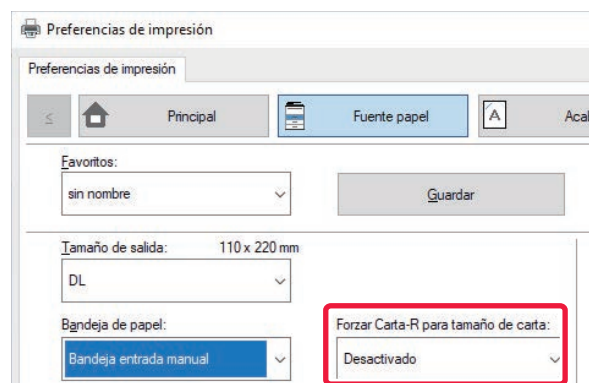 Preferencias de impresión
Preferencias de impresión
< Principal Fuente papel A
Favoritos:
sin nombre Guardar
Tamaño de salida: 110 x 220 mm
DL
Bandeja de papel: Forzar Carta-R para tamaño de carta:
Bandeja entrada manual Desactivado